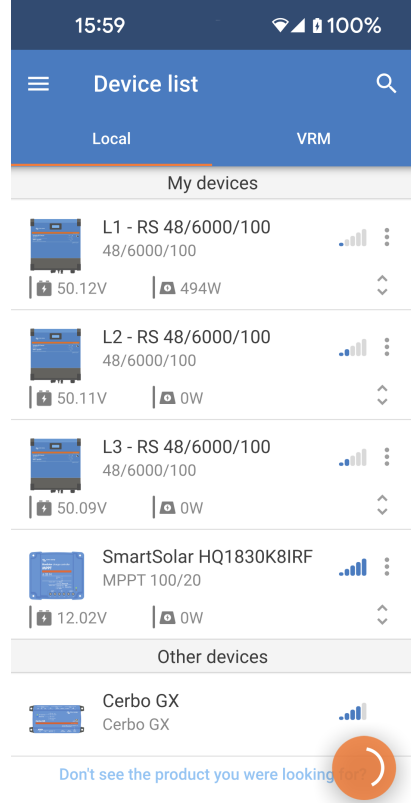 15:59
100%
Device list
Local
VRM
My devices
L1 - RS 48/6000/100
48/6000/100
50.12V
494W
L2 - RS 48/6000/100
48/6000/100
50.11V
0W
L3 - RS 48/6000/100
48/6000/100
50.09V
0W
SmartSolar HQ1830K8IRF
MPPT 100/20
12.02V
0W
Other devices
Cerbo GX
Cerbo GX
Don't see the product you were looking for?